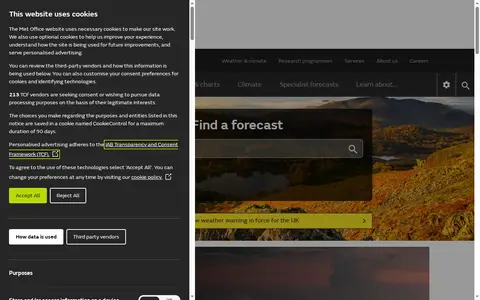 This website uses cookies
The Met Office website uses necessary cookies to make our site work.
We also use optional cookies to help us improve your experience,
understand how the site is being used for future improvements, and
serve personalised advertising.
You can review the third-party vendors and how this information is
being used below. You can also customise your consent preferences for
cookies and identifying technologies.
213 TCF vendors are seeking consent or wishing to pursue data
processing purposes on the basis of their legitimate interests.
The choices you make regarding the purposes and entities listed in
this notice are saved in a cookie named CookieControl for a maximum
duration of 90 days.
Personalised advertising adheres to the IAB Transparency and Consent
Framework (TCF).
To agree to the use of these technologies select 'Accept All'. You can
change your preferences at any time by visiting our cookie policy.
Accept All
Reject All
How data is used
Third party vendors
Purposes
Store and/or access information on a device
Weather & climate
Research programmes
Services
About us
Careers
& charts
Climate
Specialist forecasts
Learn about...
Find a forecast
e weather warning in force for the UK